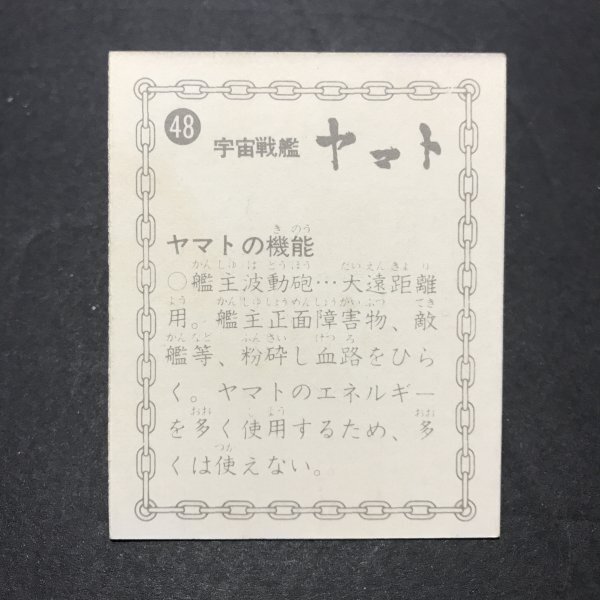 48
宇宙戦艦 ヤマト
ヤマトの機能
○艦主波動砲…大遠距離
用。艦主正面障害物、敵
艦等、粉砕し血路をひら
く。ヤマトのエネルギー
を多く使用するため、多
くは使えない。